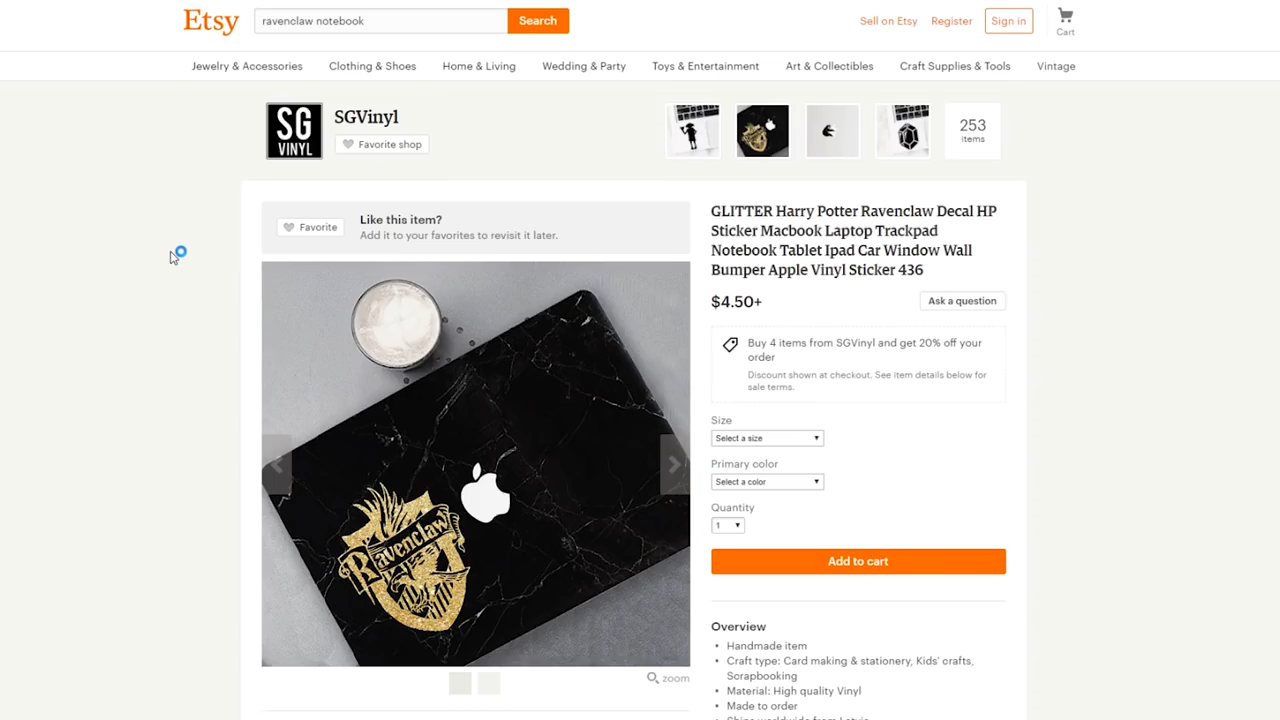 Etsy
ravenclaw notebook
Search
Sell on Etsy
Register
Sign in
Cart
Jewelry & Accessories
Clothing & Shoes
Home & Living
Wedding & Party
Toys & Entertainment
Art & Collectibles
Craft Supplies & Tools
Vintage
SG
VINYL
SGVinyl
Favorite shop
253
items
Favorite
Like this item?
Add it to your favorites to revisit it later.
Ravenclaw
zoom
GLITTER Harry Potter Ravenclaw Decal HP
Sticker Macbook Laptop Trackpad
Notebook Tablet Ipad Car Window Wall
Bumper Apple Vinyl Sticker 436
$4.50+
Ask a question
Buy 4 items from SGVinyl and get 20% off your
order
Discount shown at checkout. See item details below for
sale terms.
Size
Select a size
Primary color
Select a color
Quantity
1
Add to cart
Overview
• Handmade item
• Craft type: Card making & stationery, Kids' crafts,
Scrapbooking
• Material: High quality Vinyl
• Made to order
• Ships worldwide from Latvia